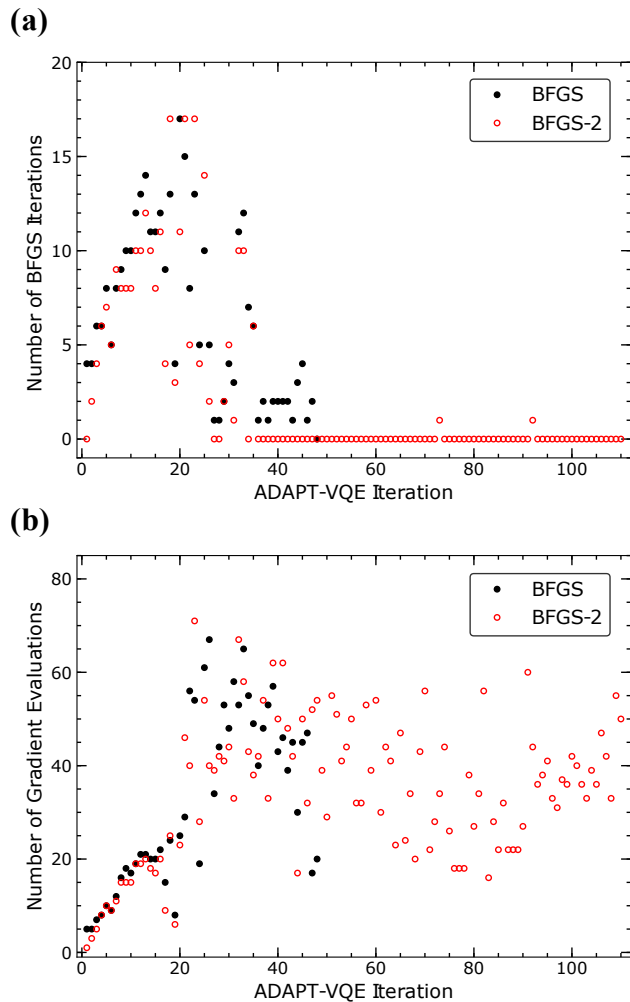 (a)
20
15
10
5
0
Number of BFGS Iterations
BFGS
BFGS-2
0 20 40 60 80 100
ADAPT-VQE Iteration
(b)
80
60
40
20
0
Number of Gradient Evaluations
BFGS
BFGS-2
0 20 40 60 80 100
ADAPT-VQE Iteration